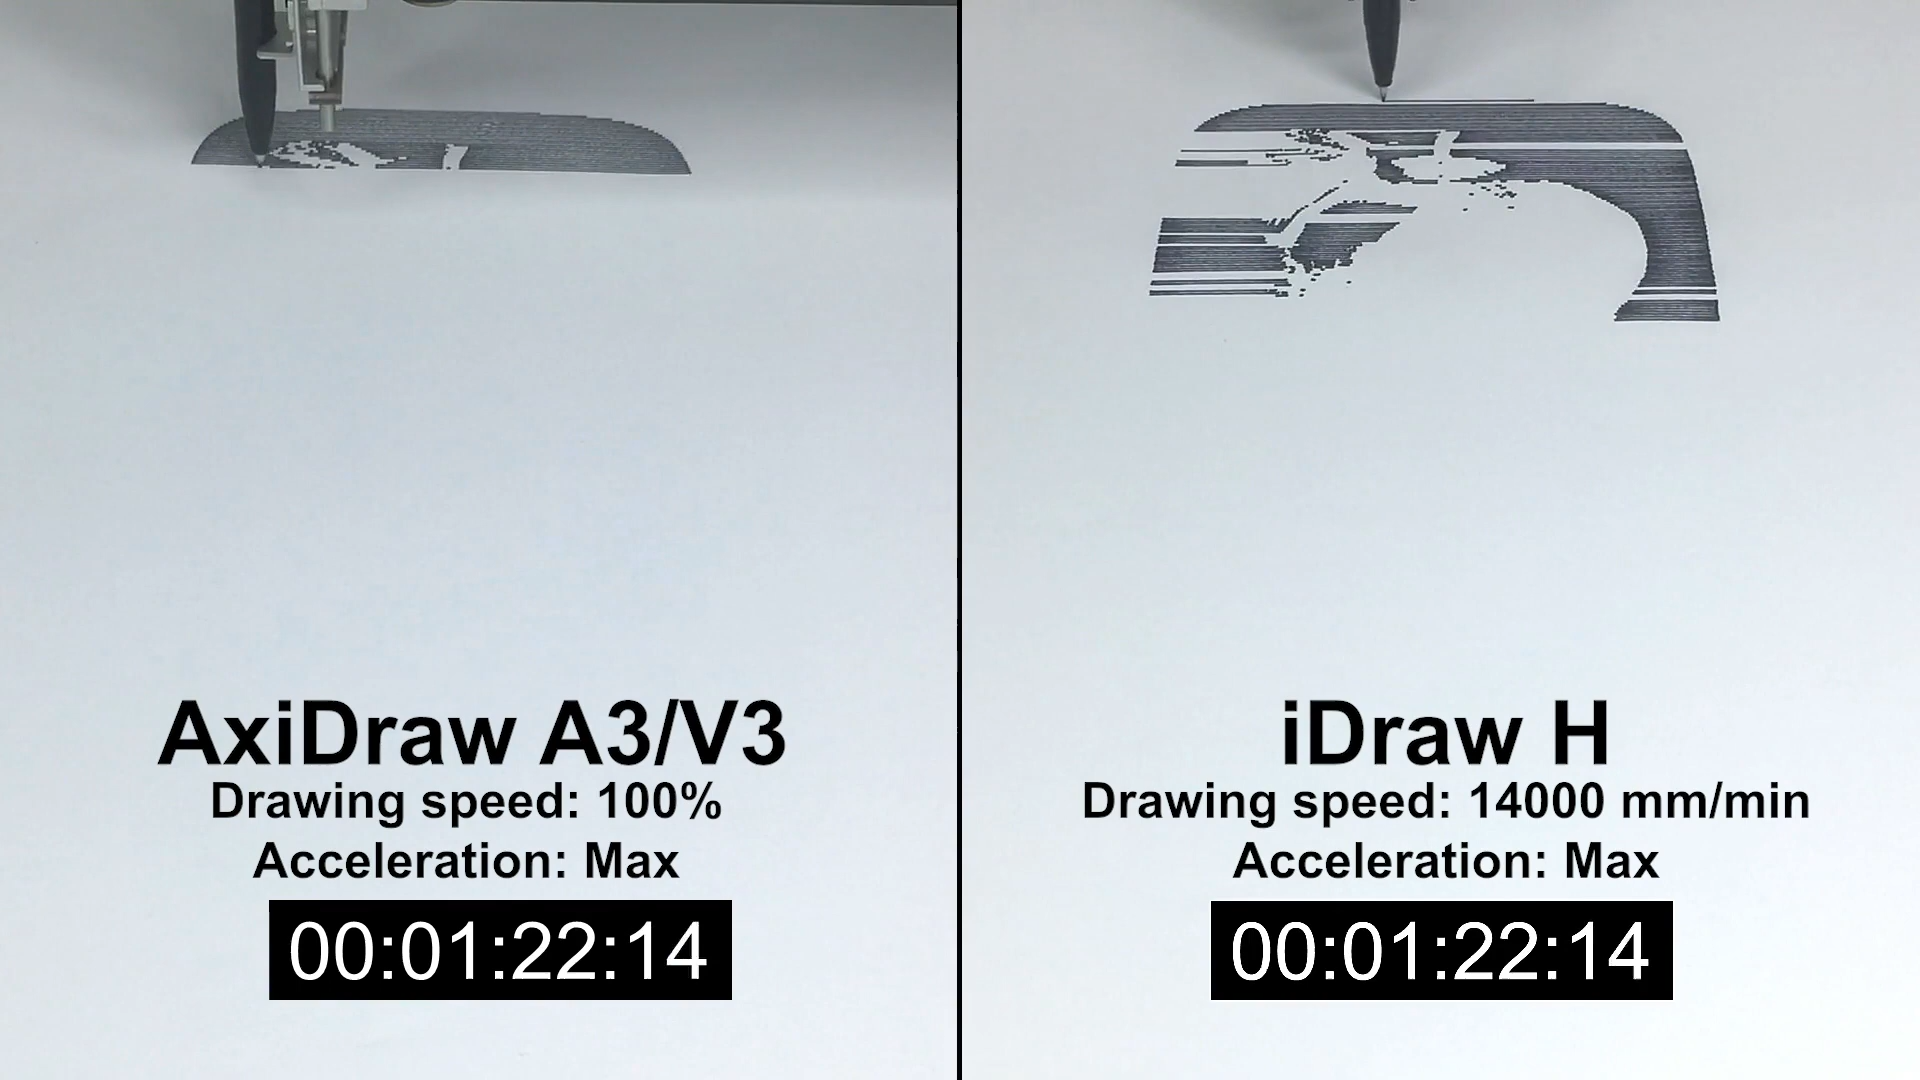 AxiDraw A3/V3
Drawing speed: 100%
Acceleration: Max
00:01:22:14
iDraw H
Drawing speed: 14000 mm/min
Acceleration: Max
00:01:22:14